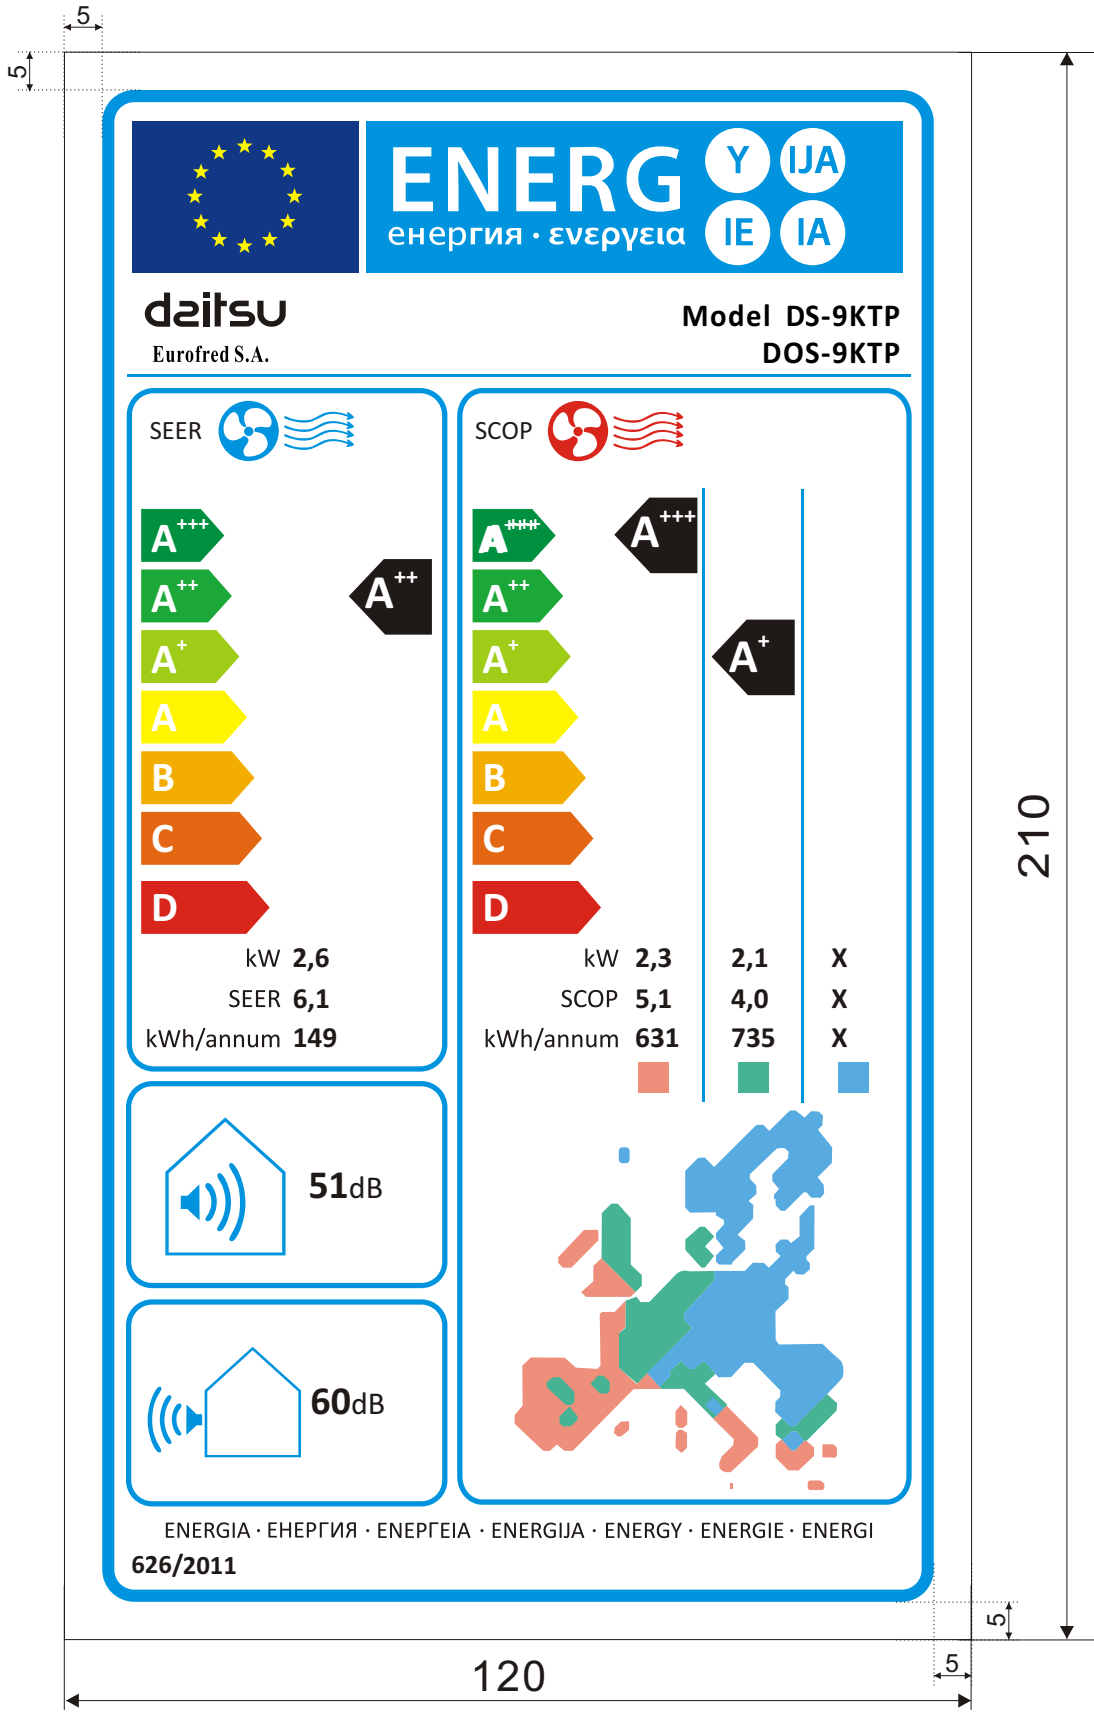 5
5
ENERG Y IJA
енергия · ενεργεια IE IA
daitsu
Eurofred S.A.
Model DS-9KTP
DOS-9KTP
SEER
A+++
A++
A+
A
B
C
D
A++
kW 2,6
SEER 6,1
kWh/annum 149
SCOP
A+++
A++
A+
A
B
C
D
A+++
A+
kW 2,3 2,1 X
SCOP 5,1 4,0 X
kWh/annum 631 735 X
51dB
60dB
ENERGIA · ЕНЕРГИЯ · ΕΝΕΡΓΕΙΑ · ENERGIJA · ENERGY · ENERGIE · ENERGI
626/2011
210
5
5
120